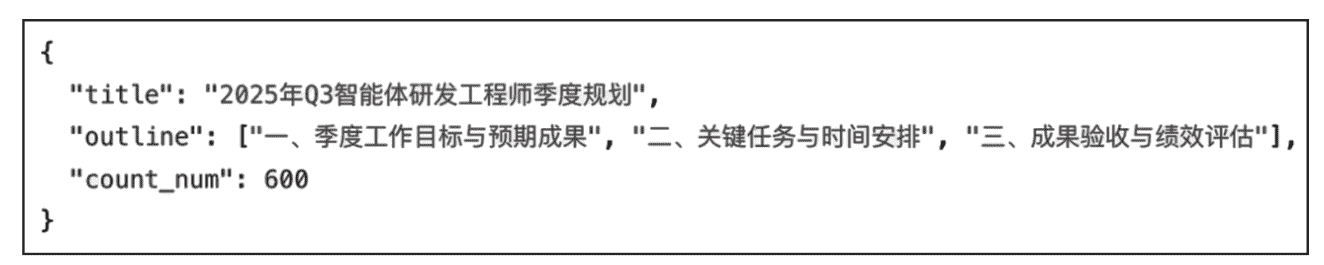 {
"title": "2025年Q3智能体研发工程师季度规划",
"outline": ["一、季度工作目标与预期成果", "二、关键任务与时间安排", "三、成果验收与绩效评估"],
"count_num": 600
}